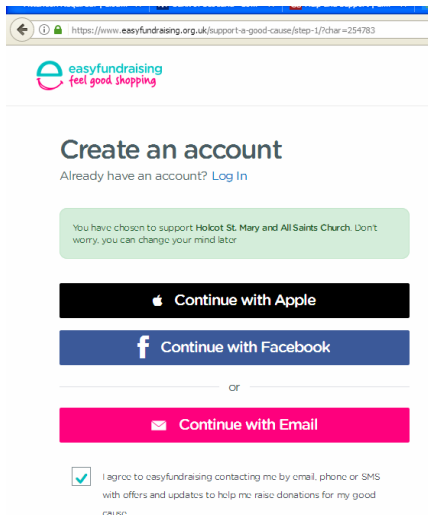 https://www.easyfundraising.org.uk/support-a-good-cause/step-1/?char=254783
easyfundraising
feel good shopping
Create an account
Already have an account? Log In
You have chosen to support Holcot St. Mary and All Saints Church. Don't
worry, you can change your mind later
Continue with Apple
Continue with Facebook
or
Continue with Email
I agree to easyfundraising contacting me by email, phone or SMS
with offers and updates to help me raise donations for my good
cause